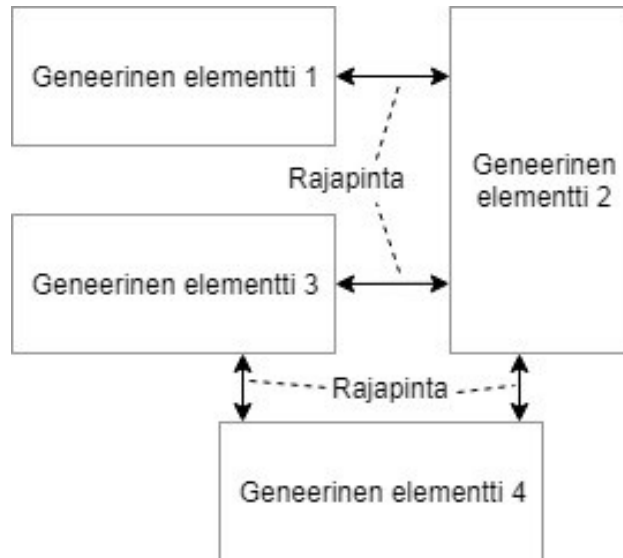 Geneerinen elementti 1
Rajapinta
Geneerinen
elementti 2
Geneerinen elementti 3
Rajapinta
Geneerinen elementti 4